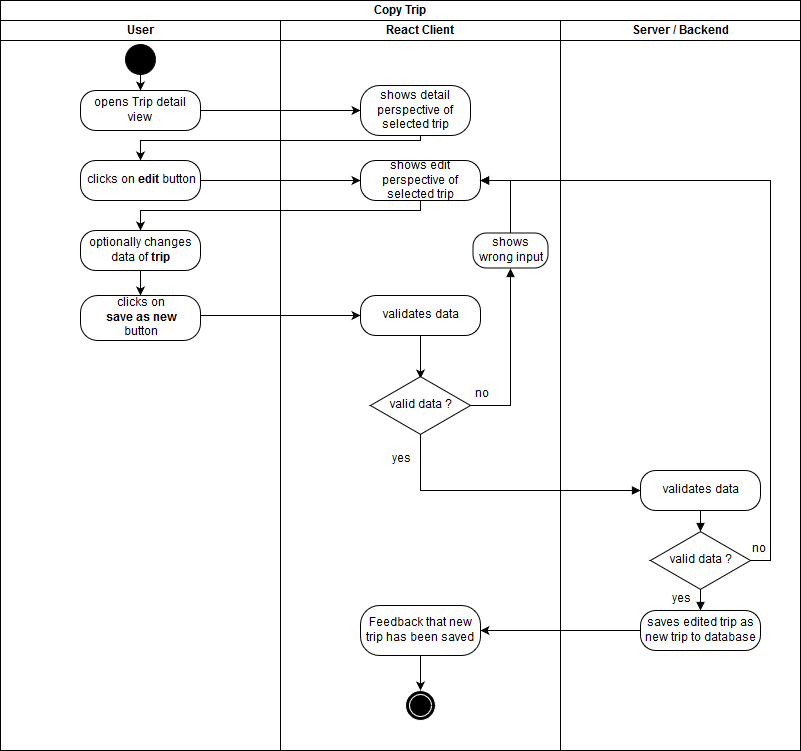 Copy Trip
User
React Client
Server / Backend
opens Trip detail
view
shows detail
perspective of
selected trip
clicks on edit button
shows edit
perspective of
selected trip
optionally changes
data of trip
shows
wrong input
clicks on
save as new
button
validates data
valid data ?
no
yes
validates data
valid data ?
no
yes
saves edited trip as
new trip to database
Feedback that new
trip has been saved